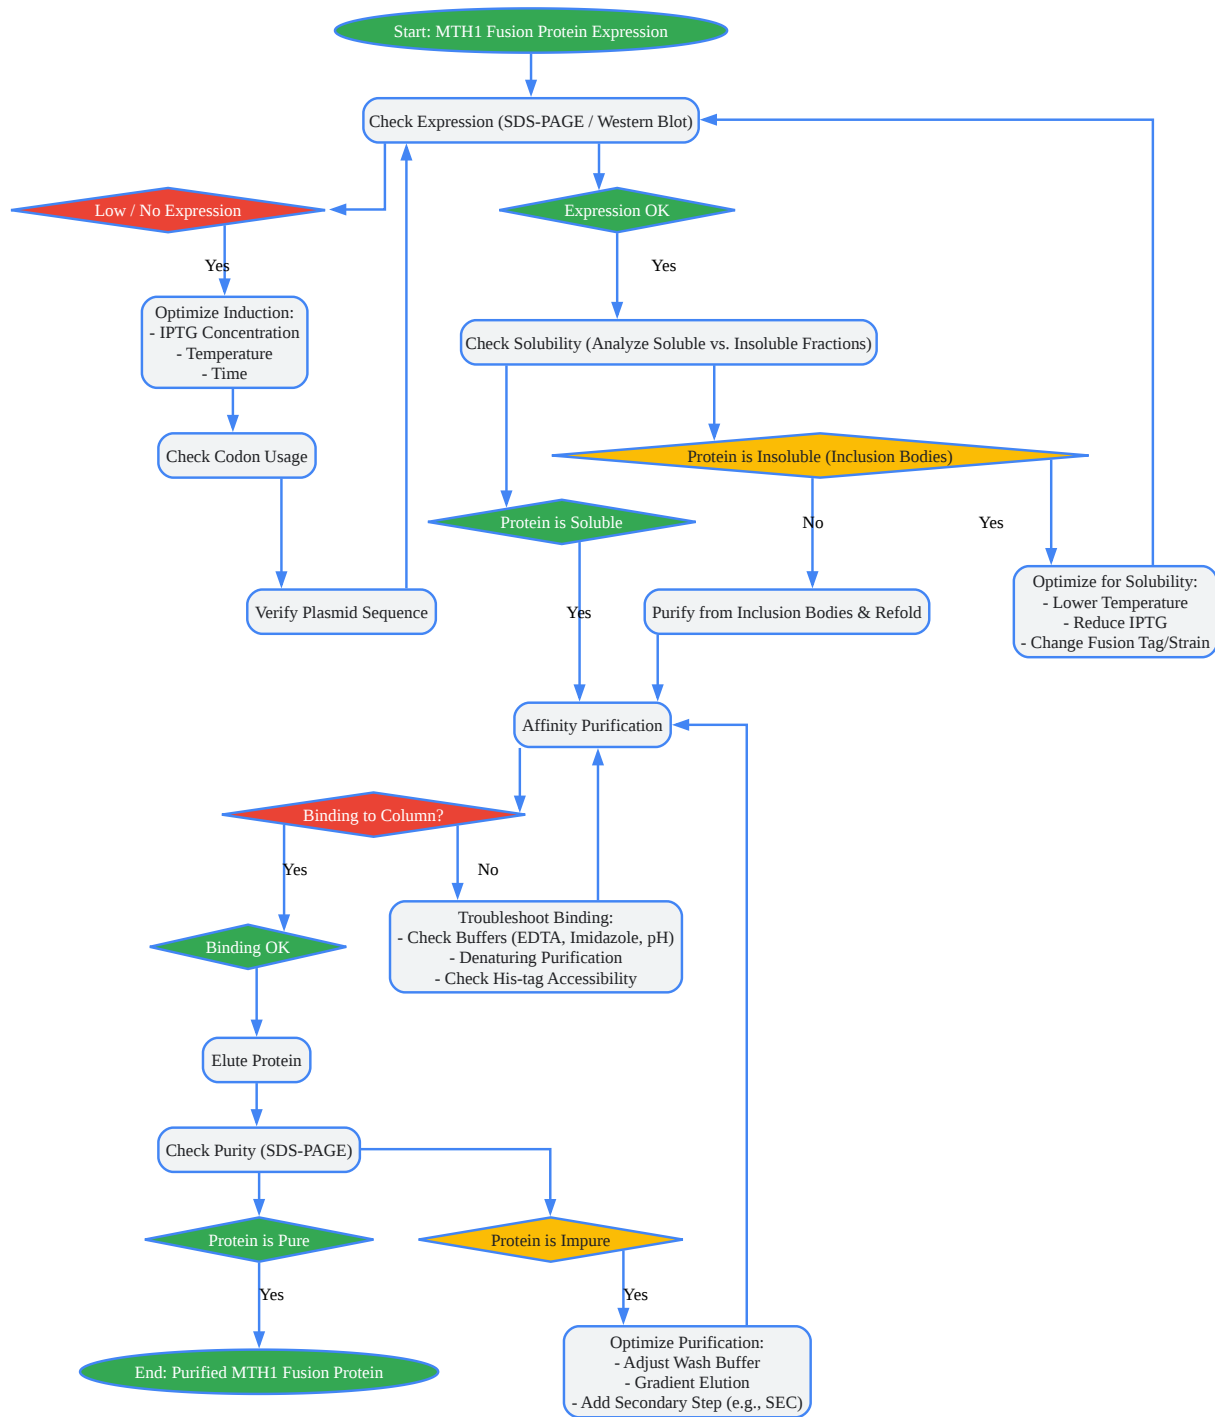 Start: MTH1 Fusion Protein Expression
Check Expression (SDS-PAGE / Western Blot)
Low / No Expression
Expression OK
Yes
Yes
Optimize Induction:
- IPTG Concentration
- Temperature
- Time
Check Solubility (Analyze Soluble vs. Insoluble Fractions)
Check Codon Usage
Protein is Insoluble (Inclusion Bodies)
Protein is Soluble
No
Yes
Verify Plasmid Sequence
Yes
Purify from Inclusion Bodies & Refold
Optimize for Solubility:
- Lower Temperature
- Reduce IPTG
- Change Fusion Tag/Strain
Affinity Purification
Binding to Column?
Yes
No
Binding OK
Troubleshoot Binding:
- Check Buffers (EDTA, Imidazole, pH)
- Denaturing Purification
- Check His-tag Accessibility
Elute Protein
Check Purity (SDS-PAGE)
Protein is Pure
Protein is Impure
Yes
Yes
End: Purified MTH1 Fusion Protein
Optimize Purification:
- Adjust Wash Buffer
- Gradient Elution
- Add Secondary Step (e.g., SEC)